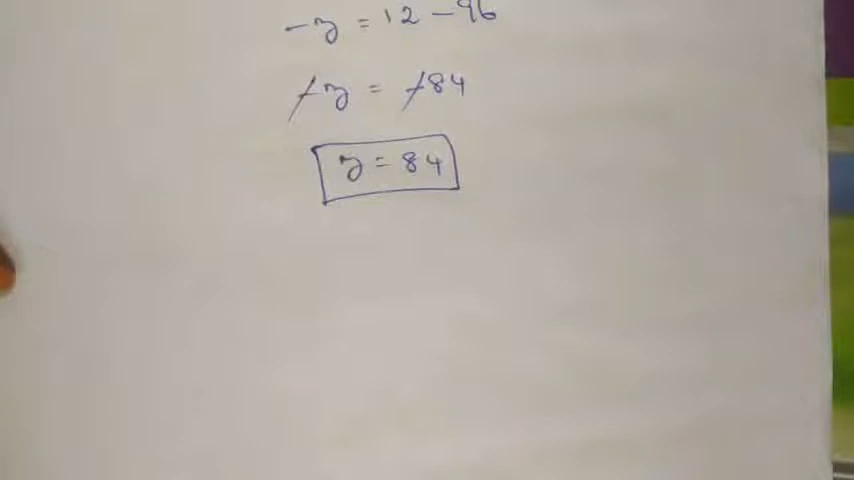 -y = 12 - 96
-y = -84
y = 84